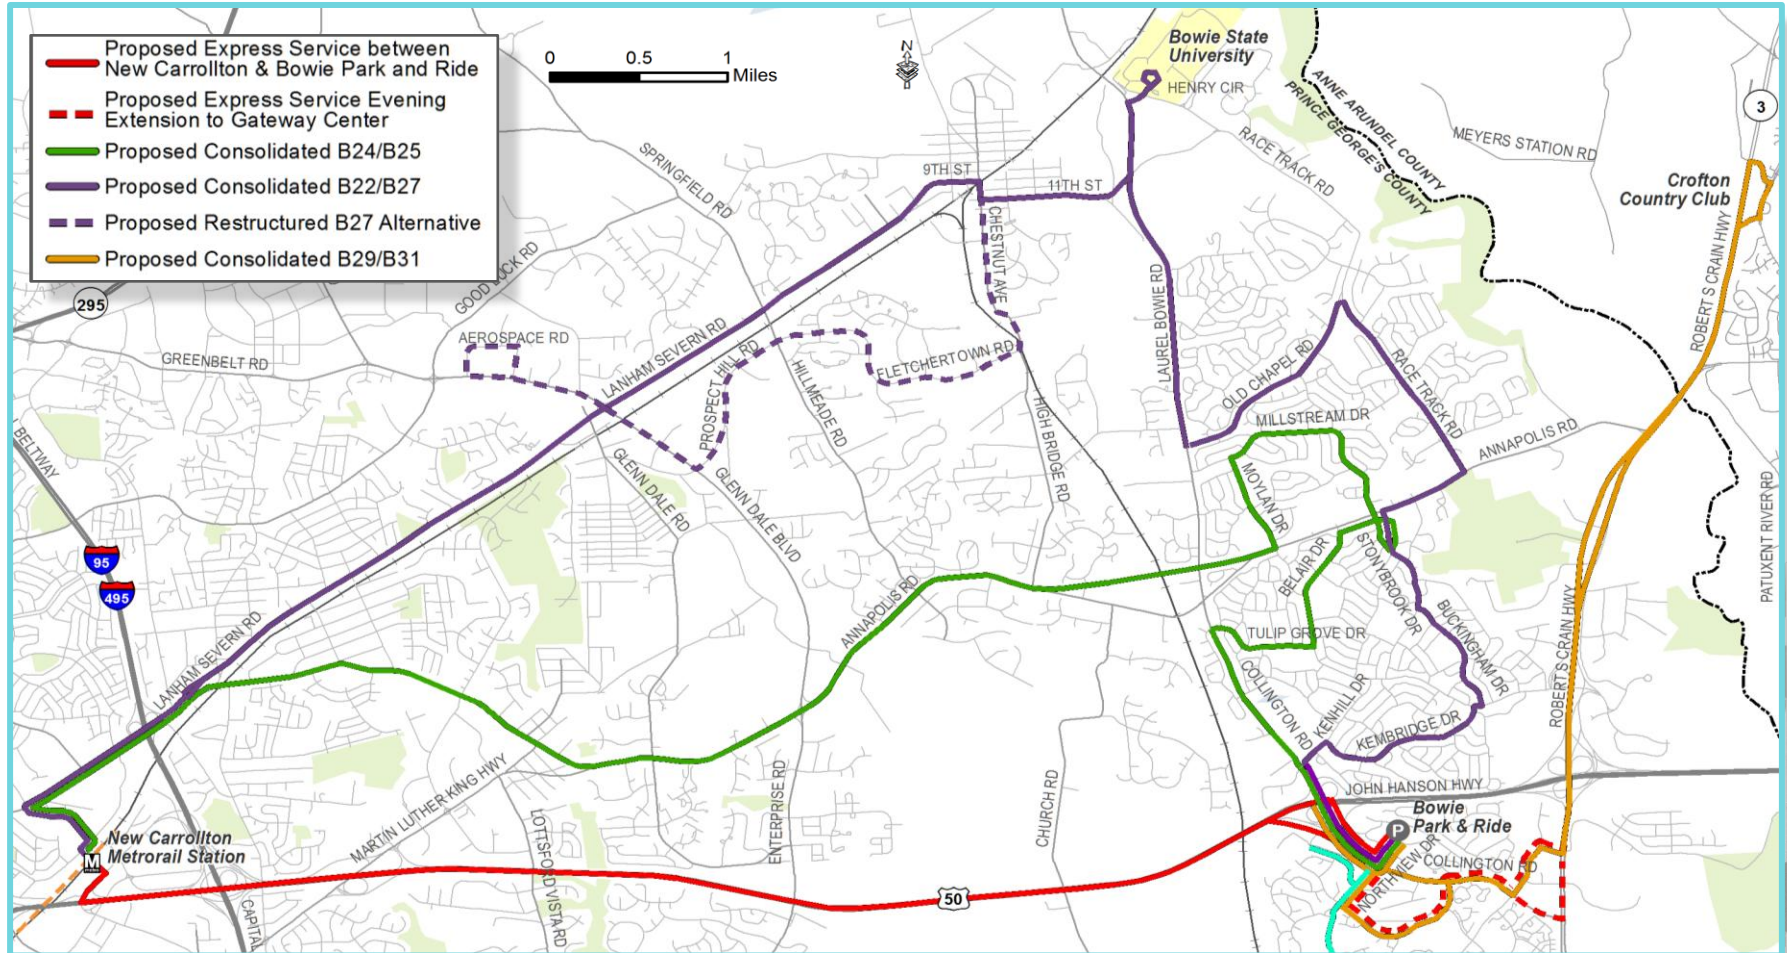 Proposed Express Service between
New Carrollton & Bowie Park and Ride
Proposed Express Service Evening
Extension to Gateway Center
Proposed Consolidated B24/B25
Proposed Consolidated B22/B27
Proposed Restructured B27 Alternative
Proposed Consolidated B29/B31
0 0.5 1
Miles
N
Bowie State
University
HENRY CIR
RACE TRACK RD
ANNE ARUNDEL COUNTY
PRINCE GEORGE'S COUNTY
MEYERS STATION RD
3
Crofton
Country Club
ROBERT S CRAIN HWY
SPRINGFIELD RD
9TH ST
11TH ST
CHESTNUT AVE
LAUREL BOWIE RD
GOOD LUCK RD
295
GREENBELT RD
AEROSPACE RD
LANHAM SEVERN RD
PROSPECT HILL RD
HILLMEADE RD
FLETCHERTOWN RD
HIGH BRIDGE RD
OLD CHAPEL RD
RACE TRACK RD
MILLSTREAM DR
ANNAPOLIS RD
MOYLAN DR
BELTWAY
GLENN DALE RD
GLENN DALE BLVD
95
495
ANNAPOLIS RD
BELAIR DR
STONYBROOK DR
BUCKINGHAM DR
TULIP GROVE DR
ROBERT S CRAIN HWY
PATUXENT RIVER RD
LANHAM SEVERN RD
COLLINGTON RD
KENHILL DR
KEMBRIDGE DR
MARTIN LUTHER KING HWY
LOTTSFORD VISTA RD
ENTERPRISE RD
CHURCH RD
JOHN HANSON HWY
Bowie
Park & Ride
P
New Carrollton
Metrorail Station
M
CAPITAL
50
NORTHVIEW DR
COLLINGTON RD